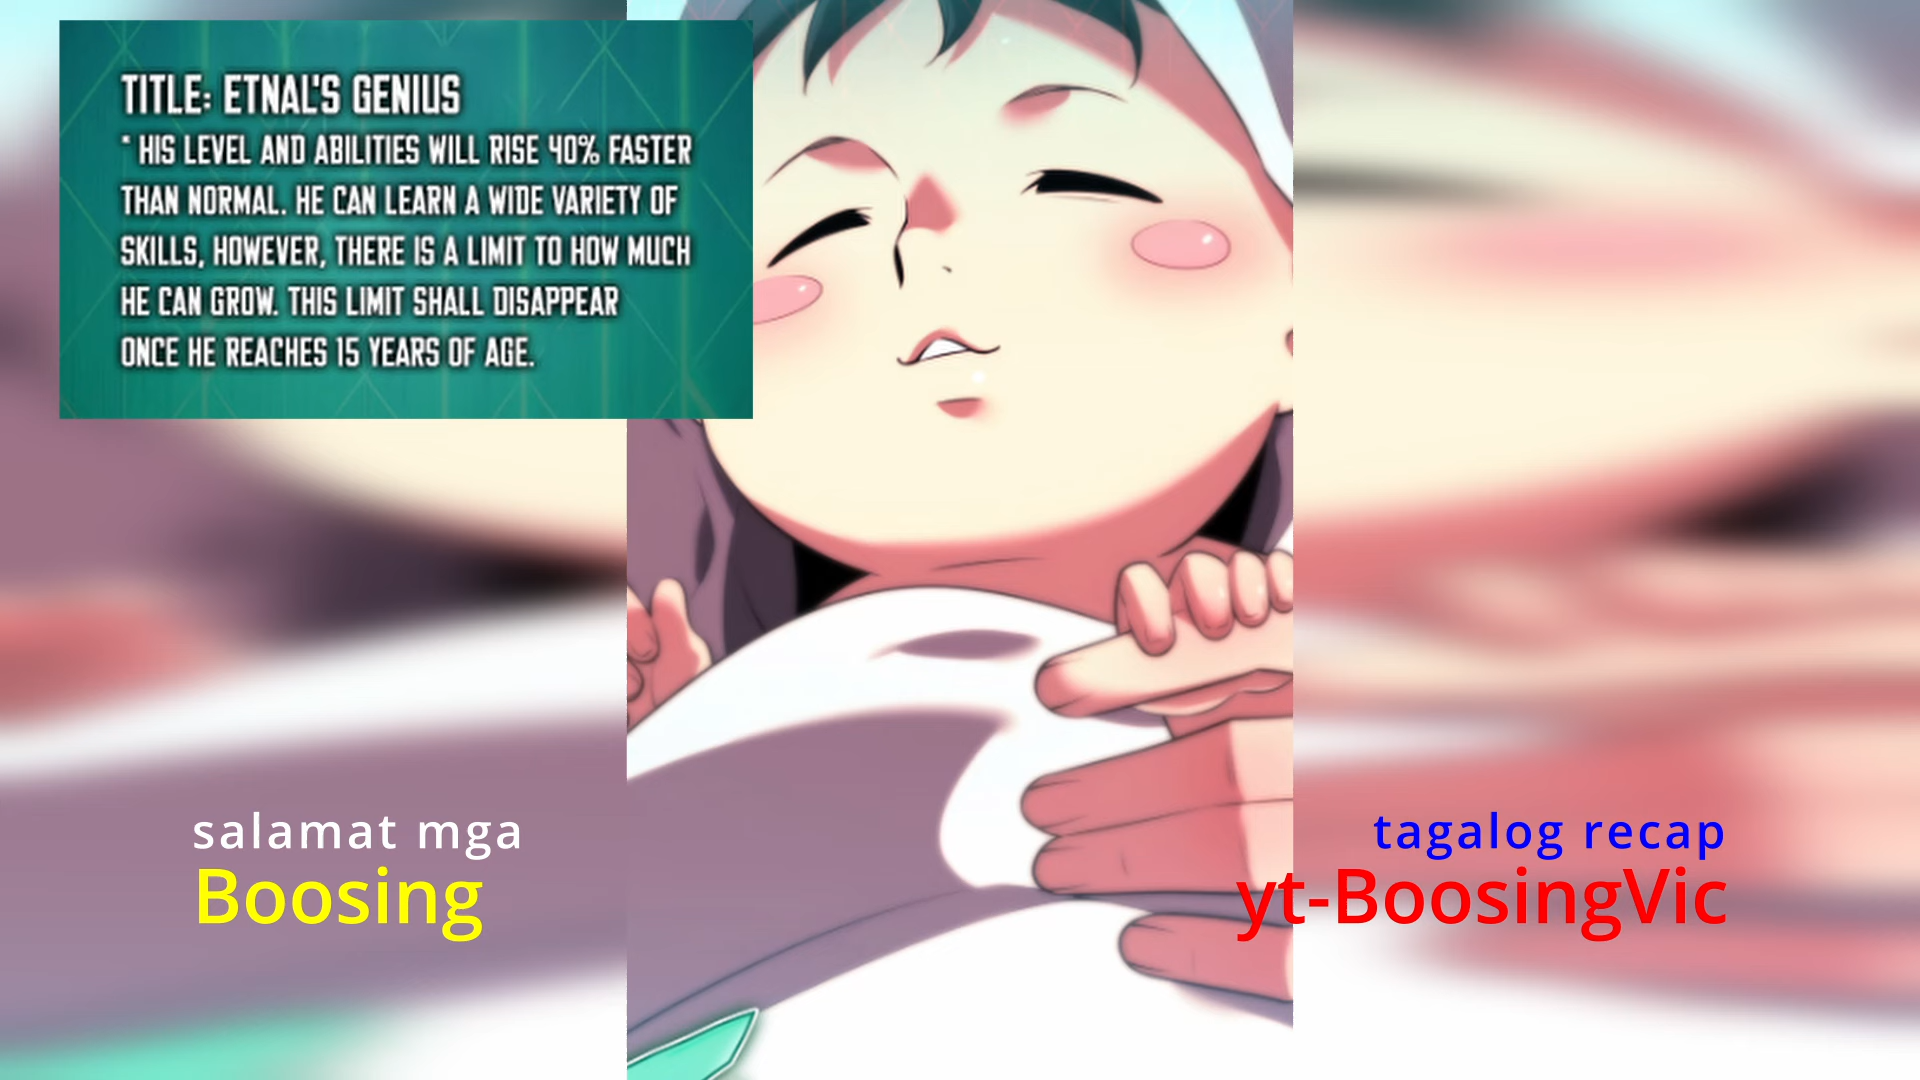 TITLE: ETNAL'S GENIUS
* HIS LEVEL AND ABILITIES WILL RISE 40% FASTER
THAN NORMAL. HE CAN LEARN A WIDE VARIETY OF
SKILLS, HOWEVER, THERE IS A LIMIT TO HOW MUCH
HE CAN GROW. THIS LIMIT SHALL DISAPPEAR
ONCE HE REACHES 15 YEARS OF AGE.
salamat mga
Boosing
tagalog recap
yt-BoosingVic